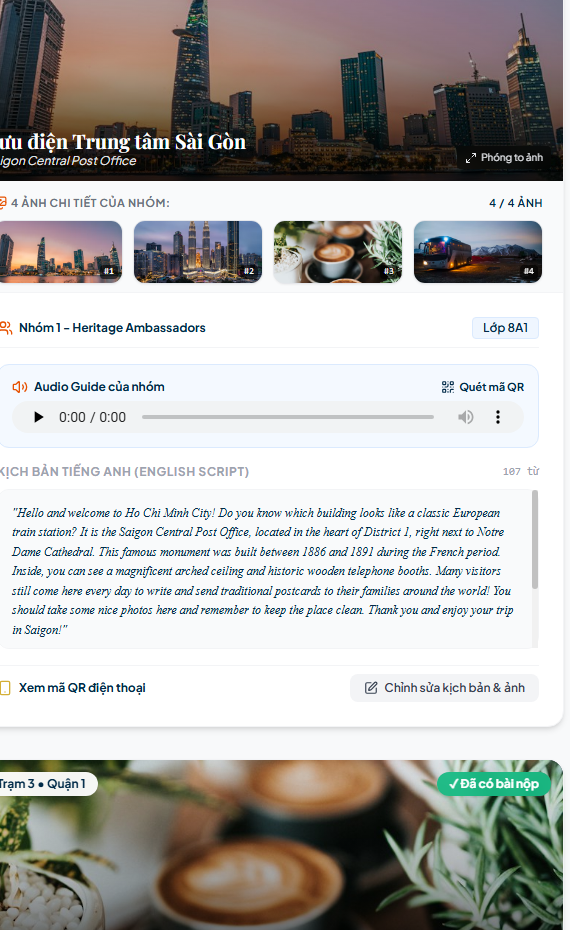 ưu điện Trung tâm Sài Gòn
igon Central Post Office
Phóng to ảnh
4 ẢNH CHI TIẾT CỦA NHÓM:
4 / 4 ẢNH
#1
#2
#3
#4
Nhóm 1 - Heritage Ambassadors
Lớp 8A1
Audio Guide của nhóm
Quét mã QR
0:00 / 0:00
KỊCH BẢN TIẾNG ANH (ENGLISH SCRIPT)
107 từ
"Hello and welcome to Ho Chi Minh City! Do you know which building looks like a classic European
train station? It is the Saigon Central Post Office, located in the heart of District 1, right next to Notre
Dame Cathedral. This famous monument was built between 1886 and 1891 during the French period.
Inside, you can see a magnificent arched ceiling and historic wooden telephone booths. Many visitors
still come here every day to write and send traditional postcards to their families around the world! You
should take some nice photos here and remember to keep the place clean. Thank you and enjoy your trip
in Saigon!"
Xem mã QR điện thoại
Chỉnh sửa kịch bản & ảnh
Trạm 3 • Quận 1
✓ Đã có bài nộp